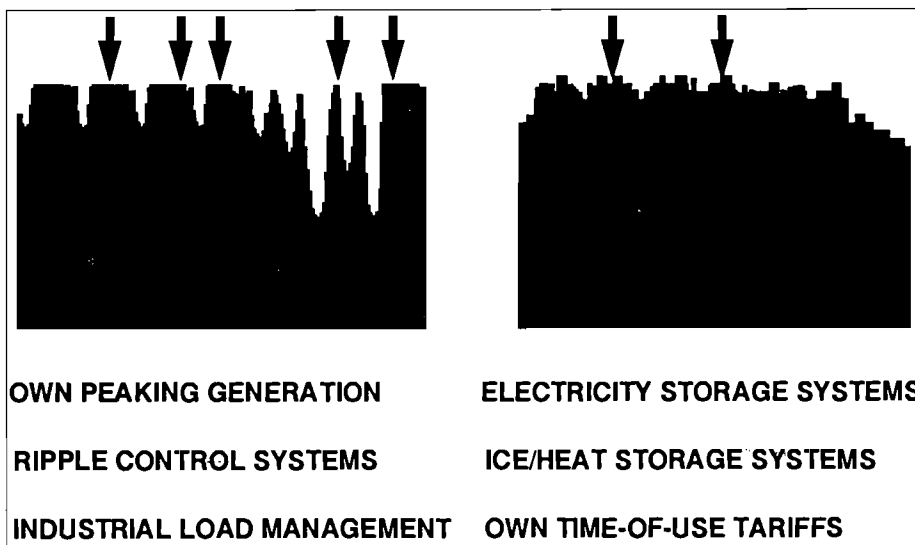 OWN PEAKING GENERATION
ELECTRICITY STORAGE SYSTEMS
RIPPLE CONTROL SYSTEMS
ICE/HEAT STORAGE SYSTEMS
INDUSTRIAL LOAD MANAGEMENT
OWN TIME-OF-USE TARIFFS